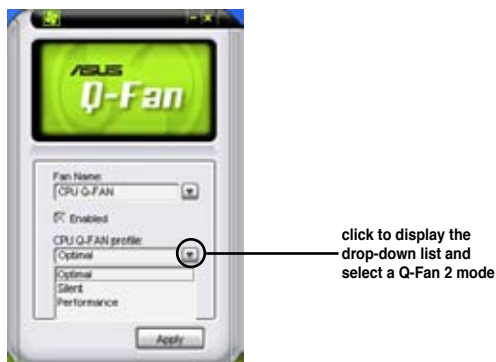 ASUS
Q-Fan
Fan Name:
CPU Q-FAN
Enabled
CPU Q-FAN profile:
Optimal
Optimal
Silent
Performance
Apply
click to display the
drop-down list and
select a Q-Fan 2 mode